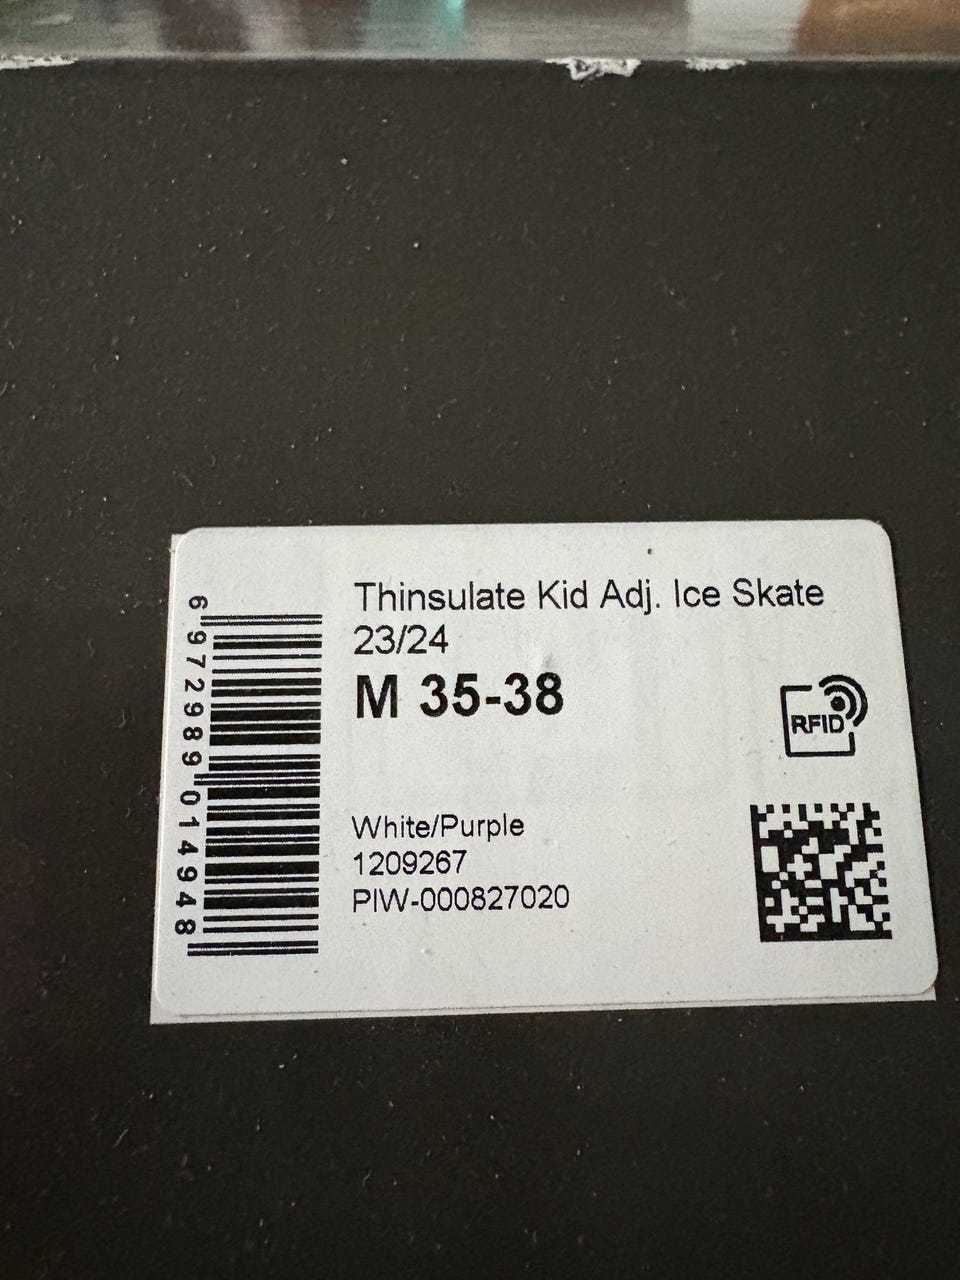 Thinsulate Kid Adj. Ice Skate
23/24
M 35-38
RFID
White/Purple
1209267
PIW-000827020
6 972989 014948